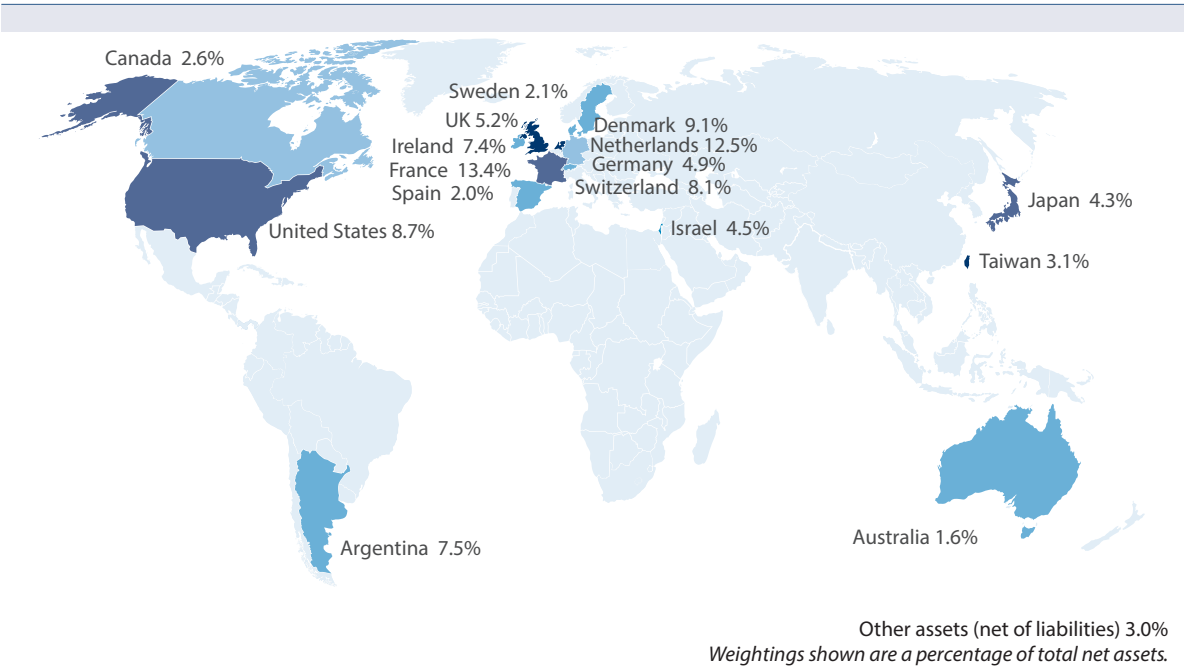 Canada 2.6%
Sweden 2.1%
UK 5.2%
Denmark 9.1%
Ireland 7.4%
Netherlands 12.5%
France 13.4%
Germany 4.9%
Spain 2.0%
Switzerland 8.1%
Japan 4.3%
United States 8.7%
Israel 4.5%
Taiwan 3.1%
Australia 1.6%
Argentina 7.5%
Other assets (net of liabilities) 3.0%
Weightings shown are a percentage of total net assets.